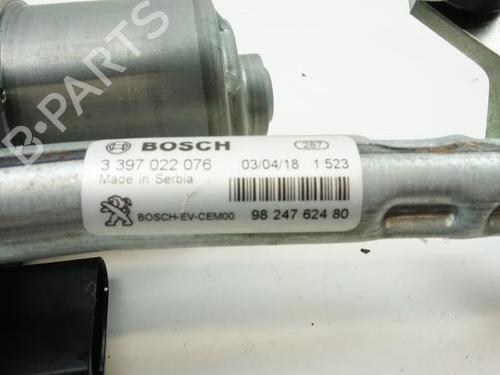 BOSCH 287
3 397 022 076 03/04/18 1 523
Made in Serbia
BOSCH-EV-CEM00 98 247 624 80
B-PARTS